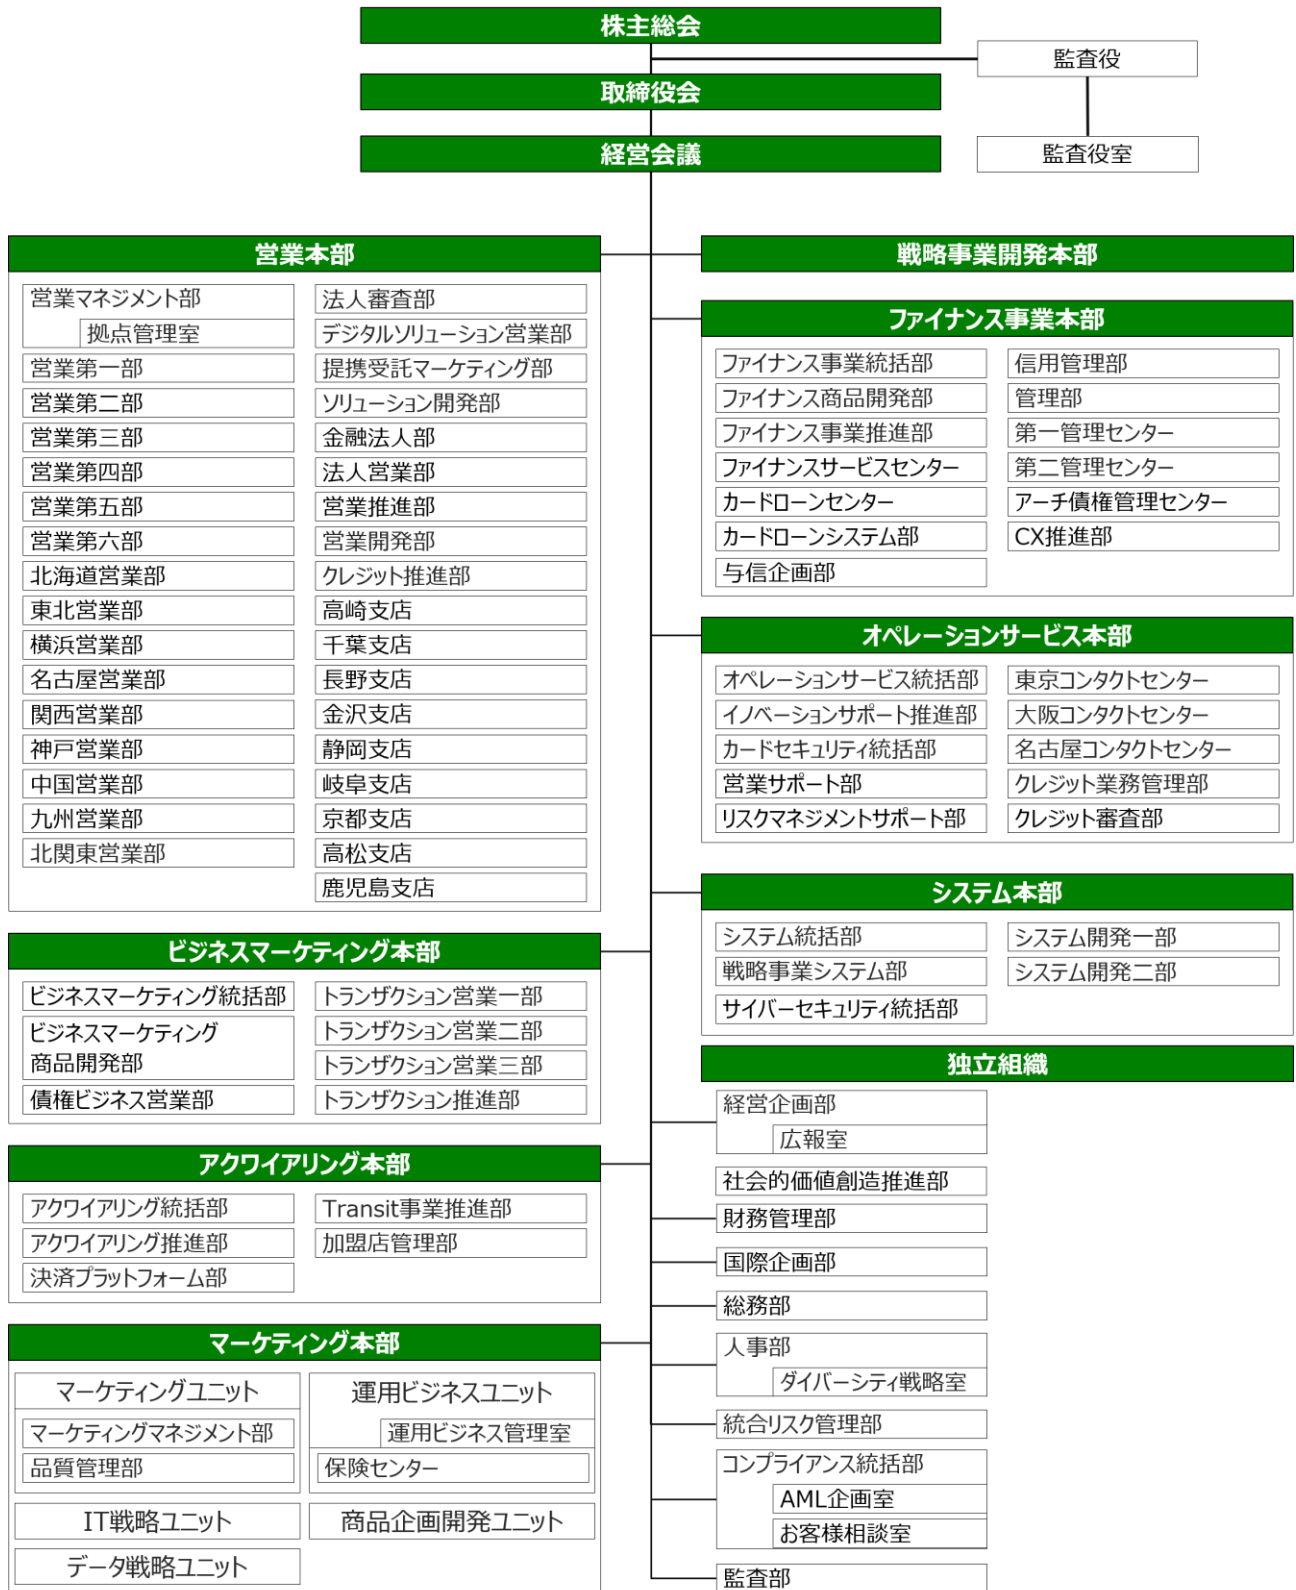 株主総会
監査役
取締役会
経営会議
監査役室
営業本部
営業マネジメント部
拠点管理室
営業第一部
営業第二部
営業第三部
営業第四部
営業第五部
営業第六部
北海道営業部
東北営業部
横浜営業部
名古屋営業部
関西営業部
神戸営業部
中国営業部
九州営業部
北関東営業部
法人審査部
デジタルソリューション営業部
提携受託マーケティング部
ソリューション開発部
金融法人部
法人営業部
営業推進部
営業開発部
クレジット推進部
高崎支店
千葉支店
長野支店
金沢支店
静岡支店
岐阜支店
京都支店
高松支店
鹿児島支店
ビジネスマーケティング本部
ビジネスマーケティング統括部
ビジネスマーケティング
商品開発部
債権ビジネス営業部
トランザクション営業一部
トランザクション営業二部
トランザクション営業三部
トランザクション推進部
アクワイアリング本部
アクワイアリング統括部
アクワイアリング推進部
決済プラットフォーム部
Transit事業推進部
加盟店管理部
マーケティング本部
マーケティングユニット
マーケティングマネジメント部
品質管理部
運用ビジネスユニット
運用ビジネス管理室
保険センター
IT戦略ユニット
商品企画開発ユニット
データ戦略ユニット
戦略事業開発本部
ファイナンス事業本部
ファイナンス事業統括部
ファイナンス商品開発部
ファイナンス事業推進部
ファイナンスサービスセンター
カードローンセンター
カードローンシステム部
与信企画部
信用管理部
管理部
第一管理センター
第二管理センター
アーチ債権管理センター
CX推進部
オペレーションサービス本部
オペレーションサービス統括部
イノベーションサポート推進部
カードセキュリティ統括部
営業サポート部
リスクマネジメントサポート部
東京コンタクトセンター
大阪コンタクトセンター
名古屋コンタクトセンター
クレジット業務管理部
クレジット審査部
システム本部
システム統括部
戦略事業システム部
サイバーセキュリティ統括部
システム開発一部
システム開発二部
独立組織
経営企画部
広報室
社会的価値創造推進部
財務管理部
国際企画部
総務部
人事部
ダイバーシティ戦略室
統合リスク管理部
コンプライアンス統括部
AML企画室
お客様相談室
監査部